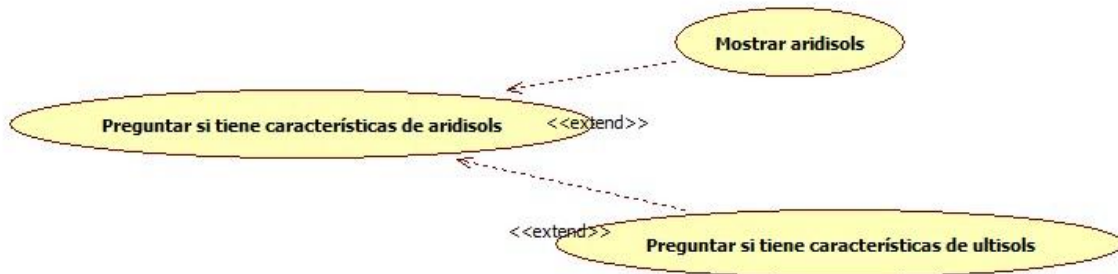 Mostrar aridisols
Preguntar si tiene características de aridisols
<<extend>>
<<extend>>
Preguntar si tiene características de ultisols